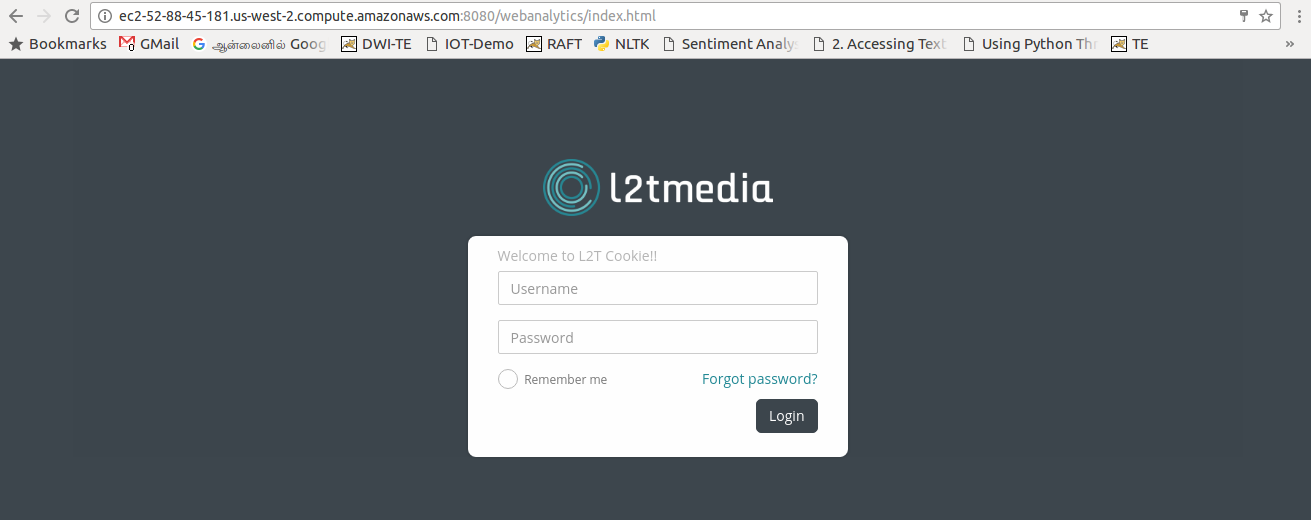 ec2-52-88-45-181.us-west-2.compute.amazonaws.com:8080/webanalytics/index.html
Bookmarks GMail ஆன்லைனில் Goog DWI-TE IOT-Demo RAFT NLTK Sentiment Analys 2. Accessing Text Using Python Thr TE »
l2tmedia
Welcome to L2T Cookie!!
Username
Password
Remember me Forgot password?
Login